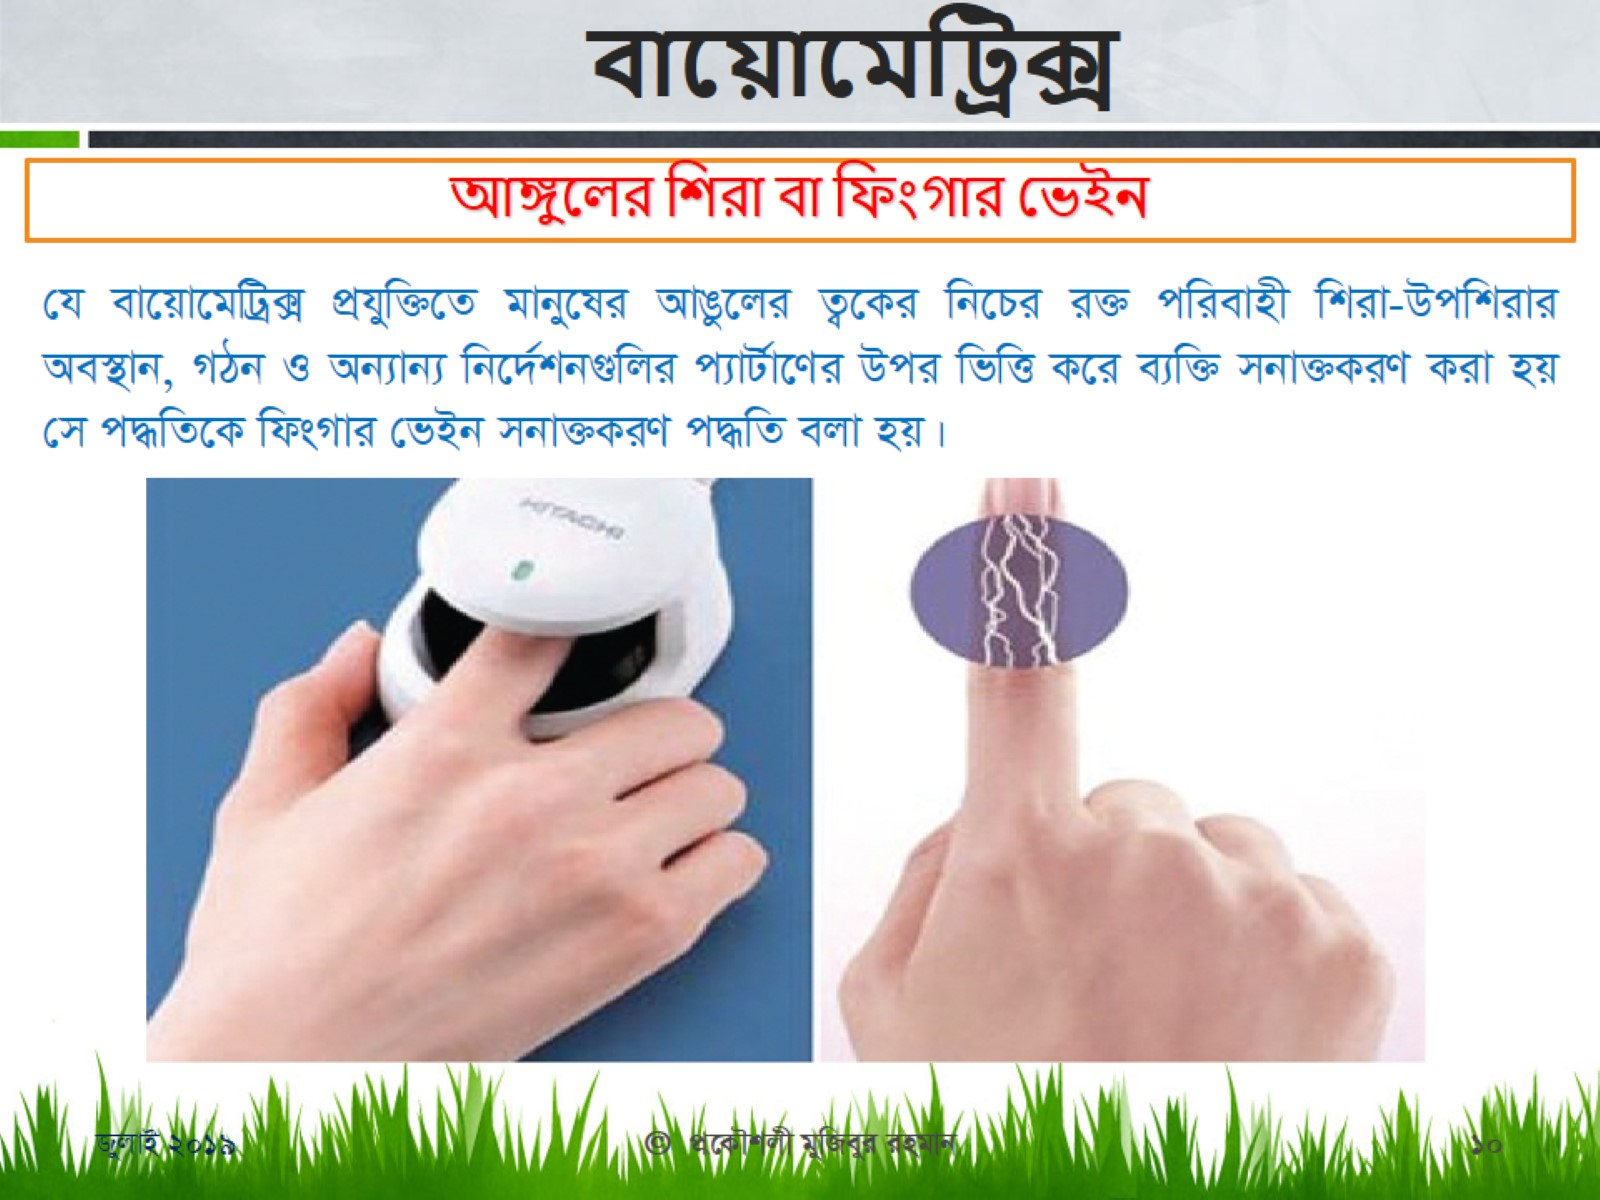 বায়োমেট্রিক্স
আঙ্গুলের শিরা বা ফিংগার ভেইন
যে বায়োমেট্রিক্স প্রযুক্তিতে মানুষের আঙুলের ত্বকের নিচের রক্ত পরিবাহী শিরা-উপশিরার
অবস্থান, গঠন ও অন্যান্য নির্দেশনগুলির প্যার্টাণের উপর ভিত্তি করে ব্যক্তি সনাক্তকরণ করা হয়
সে পদ্ধতিকে ফিংগার ভেইন সনাক্তকরণ পদ্ধতি বলা হয়।
HITACHI
জুলাই ২০১৯
© প্রকৌশলী মুজিবুর রহমান
১০